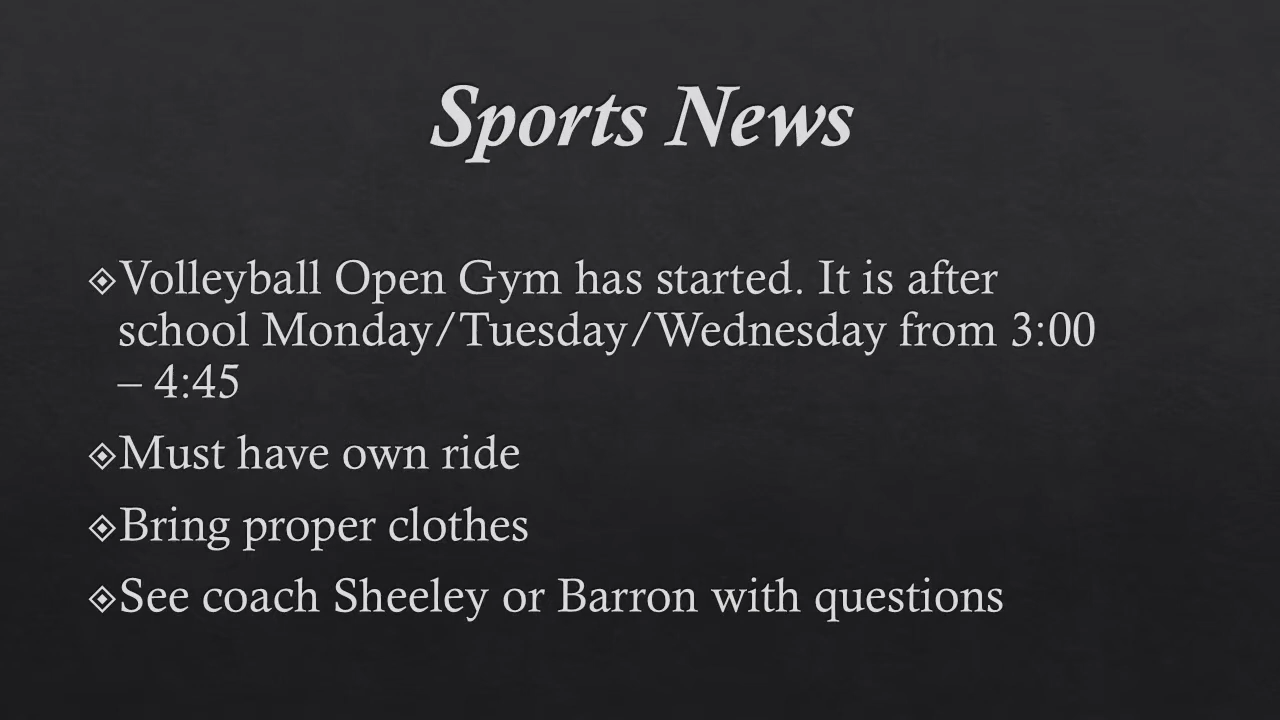 Sports News
Volleyball Open Gym has started. It is after
school Monday/Tuesday/Wednesday from 3:00
– 4:45
Must have own ride
Bring proper clothes
See coach Sheeley or Barron with questions